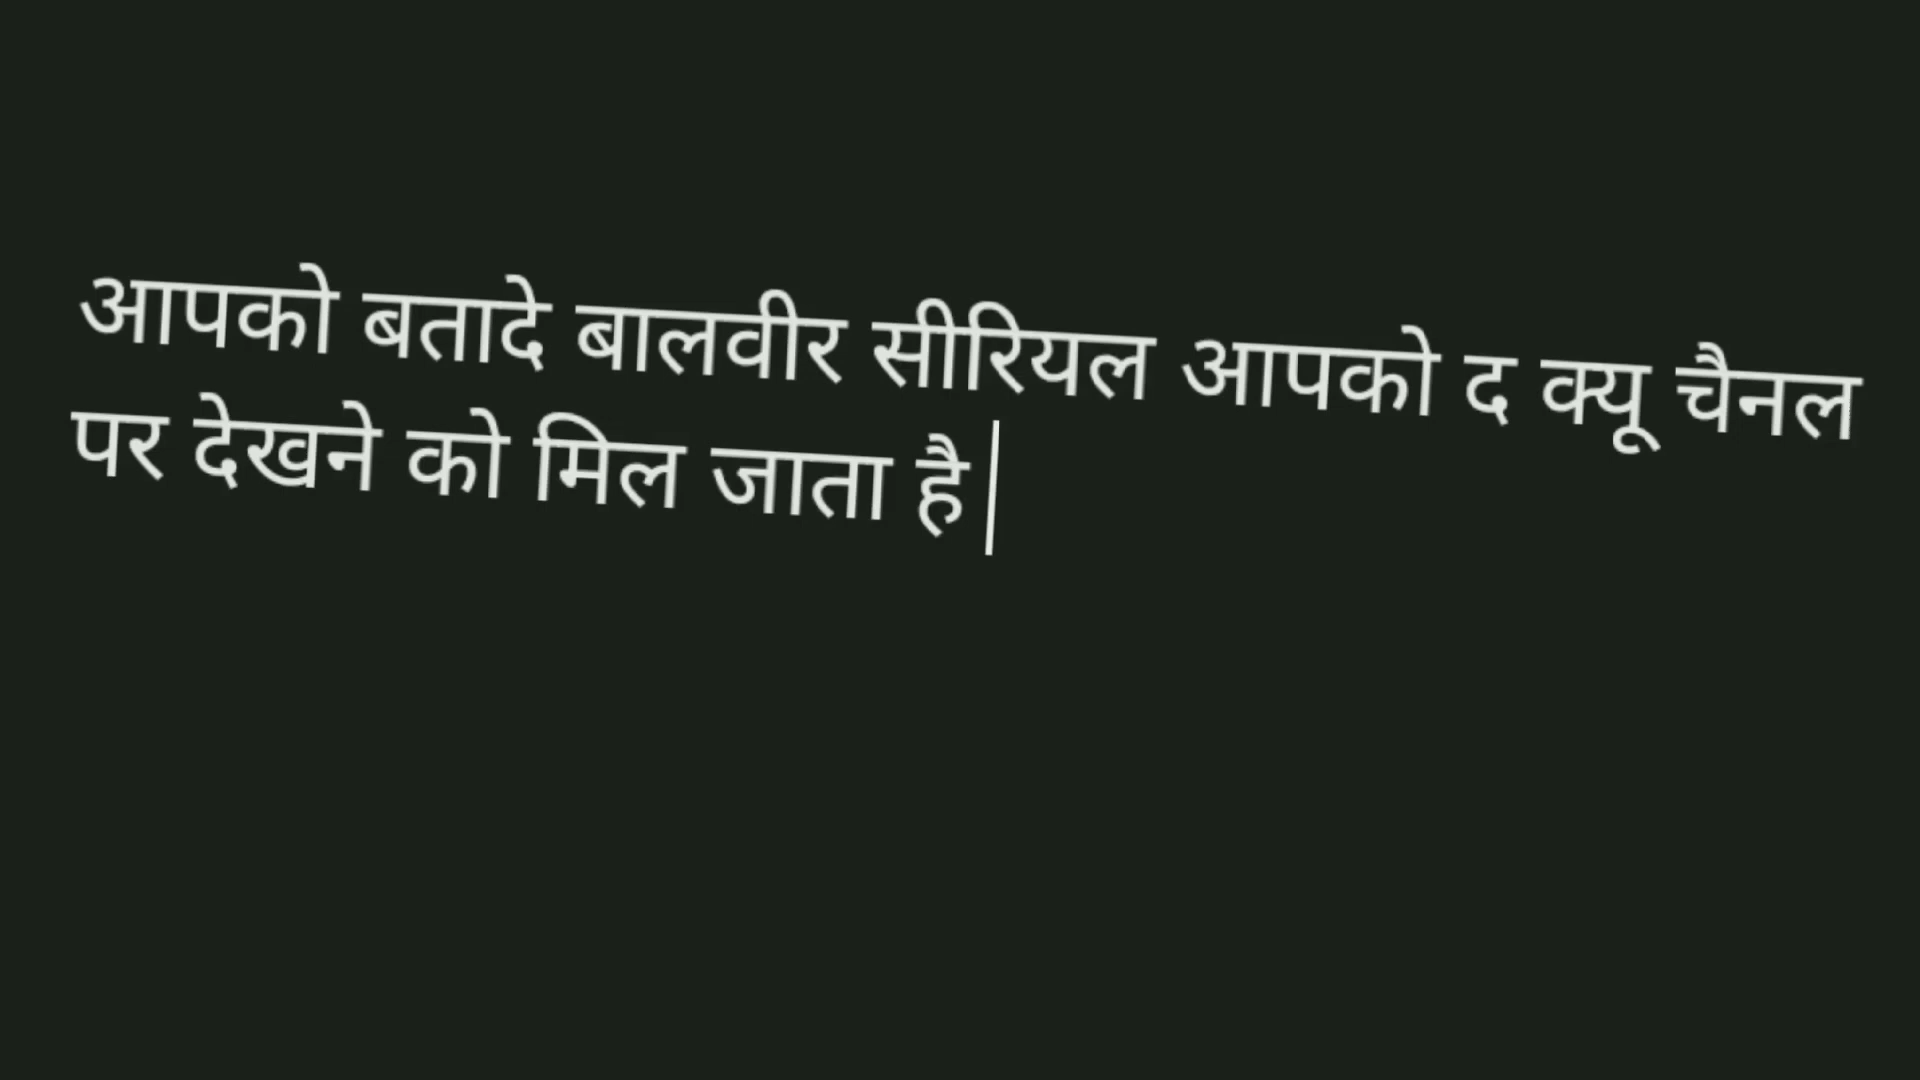 आपको बतादे बालवीर सीरियल आपको द क्यू चैनल
पर देखने को मिल जाता है